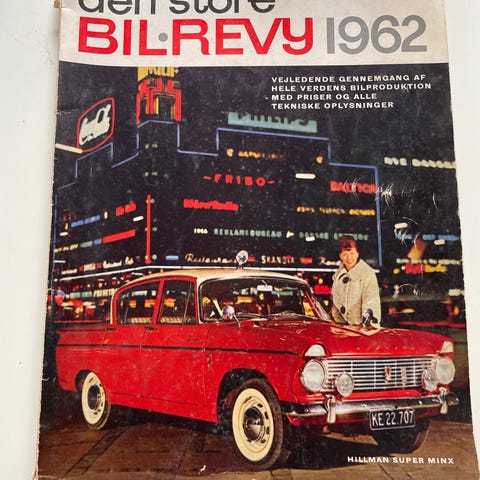 den store
BIL·REVY 1962
VEJLEDENDE GENNEMGANG AF
HELE VERDENS BILPRODUKTION
- MED PRISER OG ALLE
TEKNISKE OPLYSNINGER
PHILIPS
FRIBO
REKLAMEBUREAU
KE 22.707
HILLMAN SUPER MINX